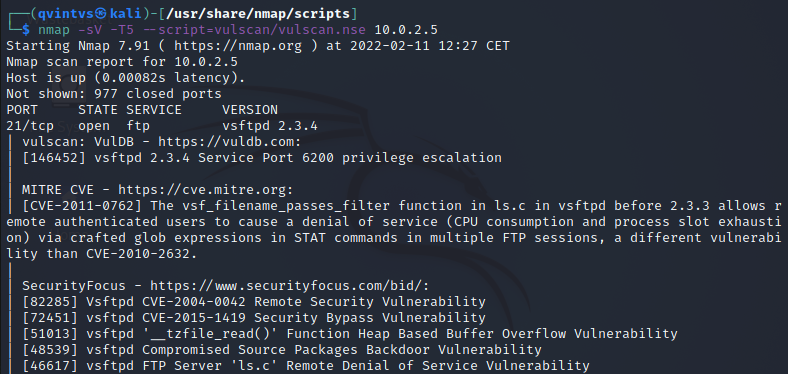 ┌──(qvintvs㉿kali)-[/usr/share/nmap/scripts]
└─$ nmap -sV -T5 --script=vulscan/vulscan.nse 10.0.2.5
Starting Nmap 7.91 ( https://nmap.org ) at 2022-02-11 12:27 CET
Nmap scan report for 10.0.2.5
Host is up (0.00082s latency).
Not shown: 977 closed ports
PORT     STATE SERVICE     VERSION
21/tcp   open  ftp         vsftpd 2.3.4
| vulscan: VulDB - https://vuldb.com:
| [146452] vsftpd 2.3.4 Service Port 6200 privilege escalation
|
| MITRE CVE - https://cve.mitre.org:
| [CVE-2011-0762] The vsf_filename_passes_filter function in ls.c in vsftpd before 2.3.3 allows r
emote authenticated users to cause a denial of service (CPU consumption and process slot exhausti
on) via crafted glob expressions in STAT commands in multiple FTP sessions, a different vulnerabi
lity than CVE-2010-2632.
|
| SecurityFocus - https://www.securityfocus.com/bid/:
| [82285] Vsftpd CVE-2004-0042 Remote Security Vulnerability
| [72451] vsftpd CVE-2015-1419 Security Bypass Vulnerability
| [51013] vsftpd '__tzfile_read()' Function Heap Based Buffer Overflow Vulnerability
| [48539] vsftpd Compromised Source Packages Backdoor Vulnerability
| [46617] vsftpd FTP Server 'ls.c' Remote Denial of Service Vulnerability